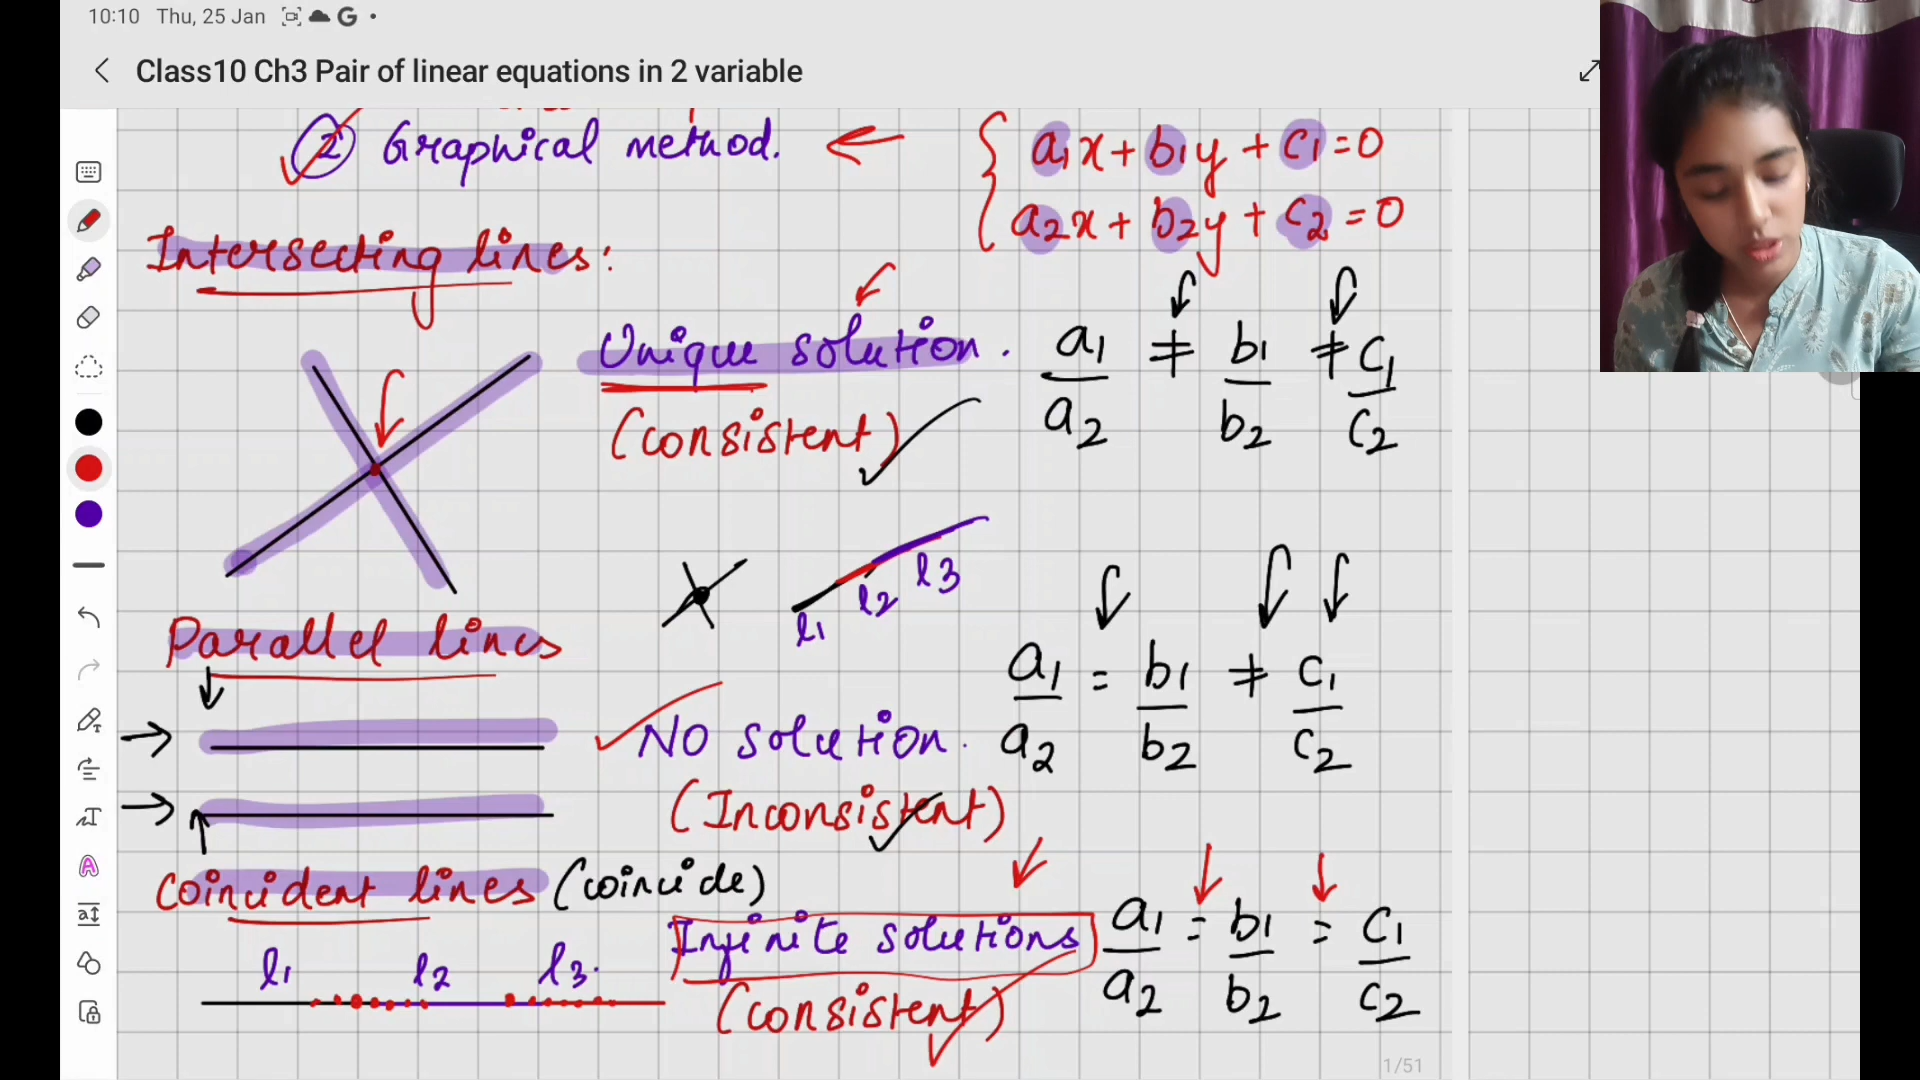 10:10 Thu, 25 Jan G •
Class10 Ch3 Pair of linear equations in 2 variable
② Graphical method. ← { a1x + b1y + c1 = 0
a2x + b2y + c2 = 0
Intersecting lines:
Unique solution. a1/a2 ≠ b1/b2 ≠ c1/c2
(consistent)
l1 l2 l3
Parallel lines
NO solution. a1/a2 = b1/b2 ≠ c1/c2
(Inconsistent)
Coincident lines (coincide)
Infinite solutions a1/a2 = b1/b2 = c1/c2
l1 l2 l3.
(consistent)
1/51